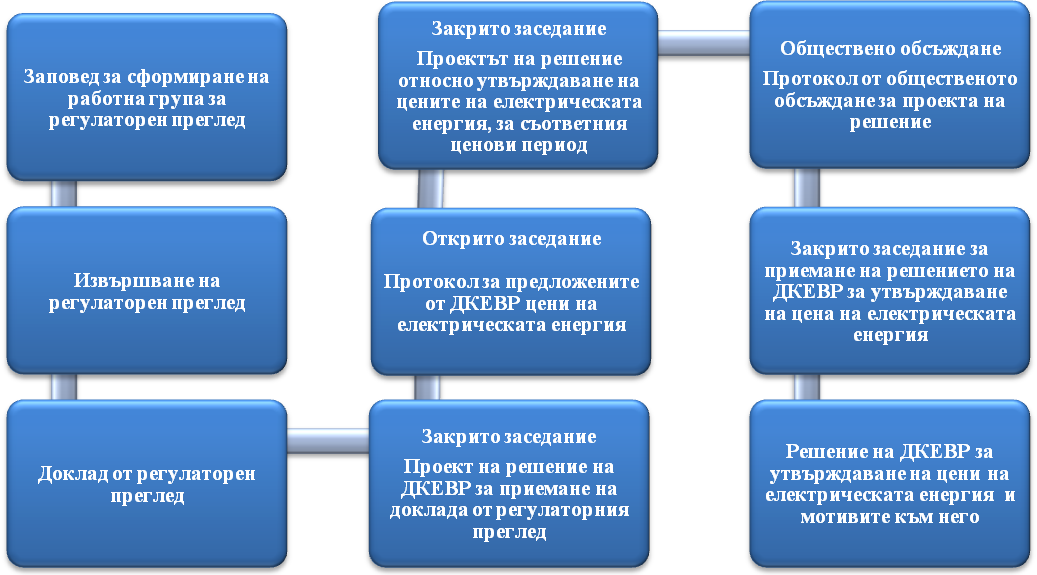 Заповед за сформиране на
работна група за
регулаторен преглед
Извършване на
регулаторен преглед
Доклад от регулаторен
преглед
Закрито заседание
Проект на решение на
ДКЕВР за приемане на
доклада от регулаторния
преглед
Открито заседание
Протокол за предложените
от ДКЕВР цени на
електрическата енергия
Закрито заседание
Проектът на решение
относно утвърждаване на
цените на електрическата
енергия, за съответния
ценови период
Обществено обсъждане
Протокол от общественото
обсъждане за проекта на
решение
Закрито заседание за
приемане на решението на
ДКЕВР за утвърждаване
на цена на електрическата
енергия
Решение на ДКЕВР за
утвърждаване на цени на
електрическата енергия и
мотивите към него